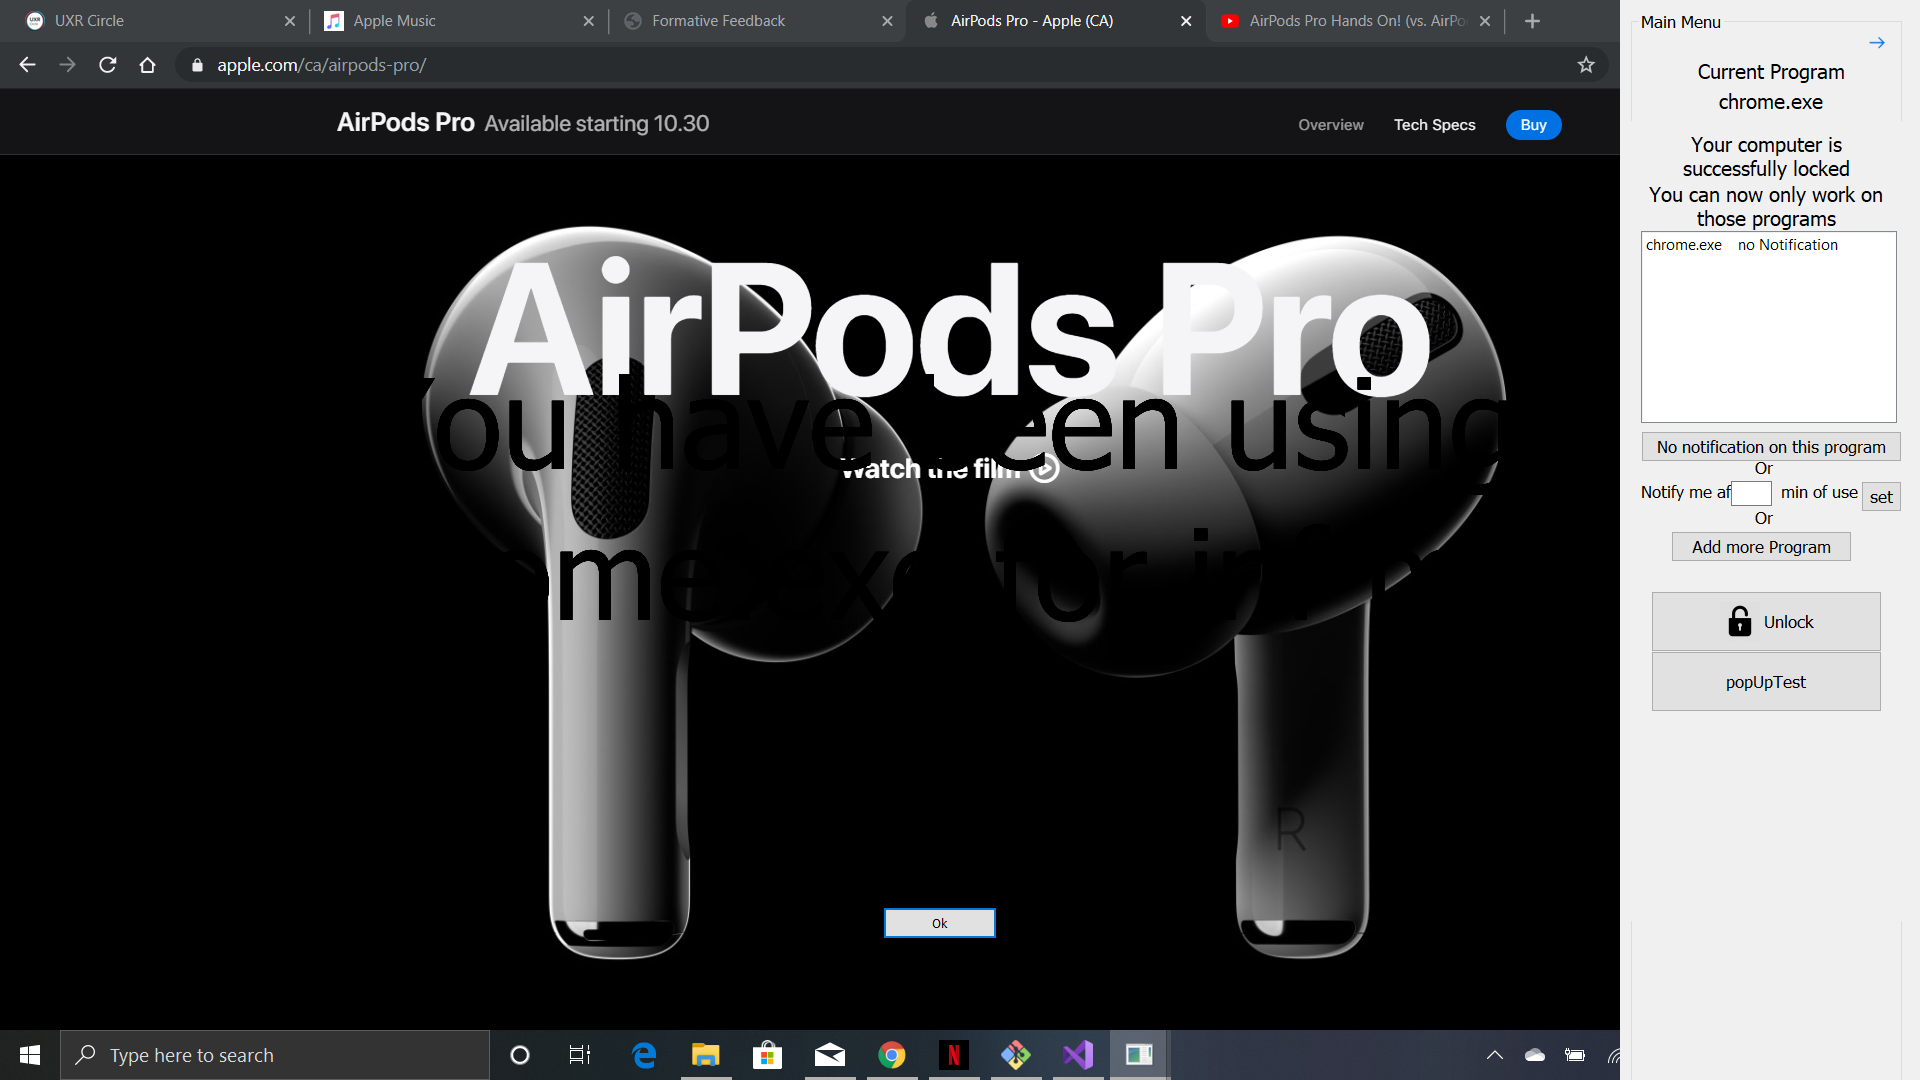 UXR Circle
Apple Music
Formative Feedback
AirPods Pro - Apple (CA)
AirPods Pro Hands On! (vs. AirPo
apple.com/ca/airpods-pro/
AirPods Pro Available starting 10.30
Overview
Tech Specs
Buy
AirPods Pro
You have been using
Watch the film
for
R
Ok
Main Menu
Current Program
chrome.exe
Your computer is
successfully locked
You can now only work on
those programs
chrome.exe no Notification
No notification on this program
Or
Notify me af
min of use
set
Or
Add more Program
Unlock
popUpTest
Type here to search